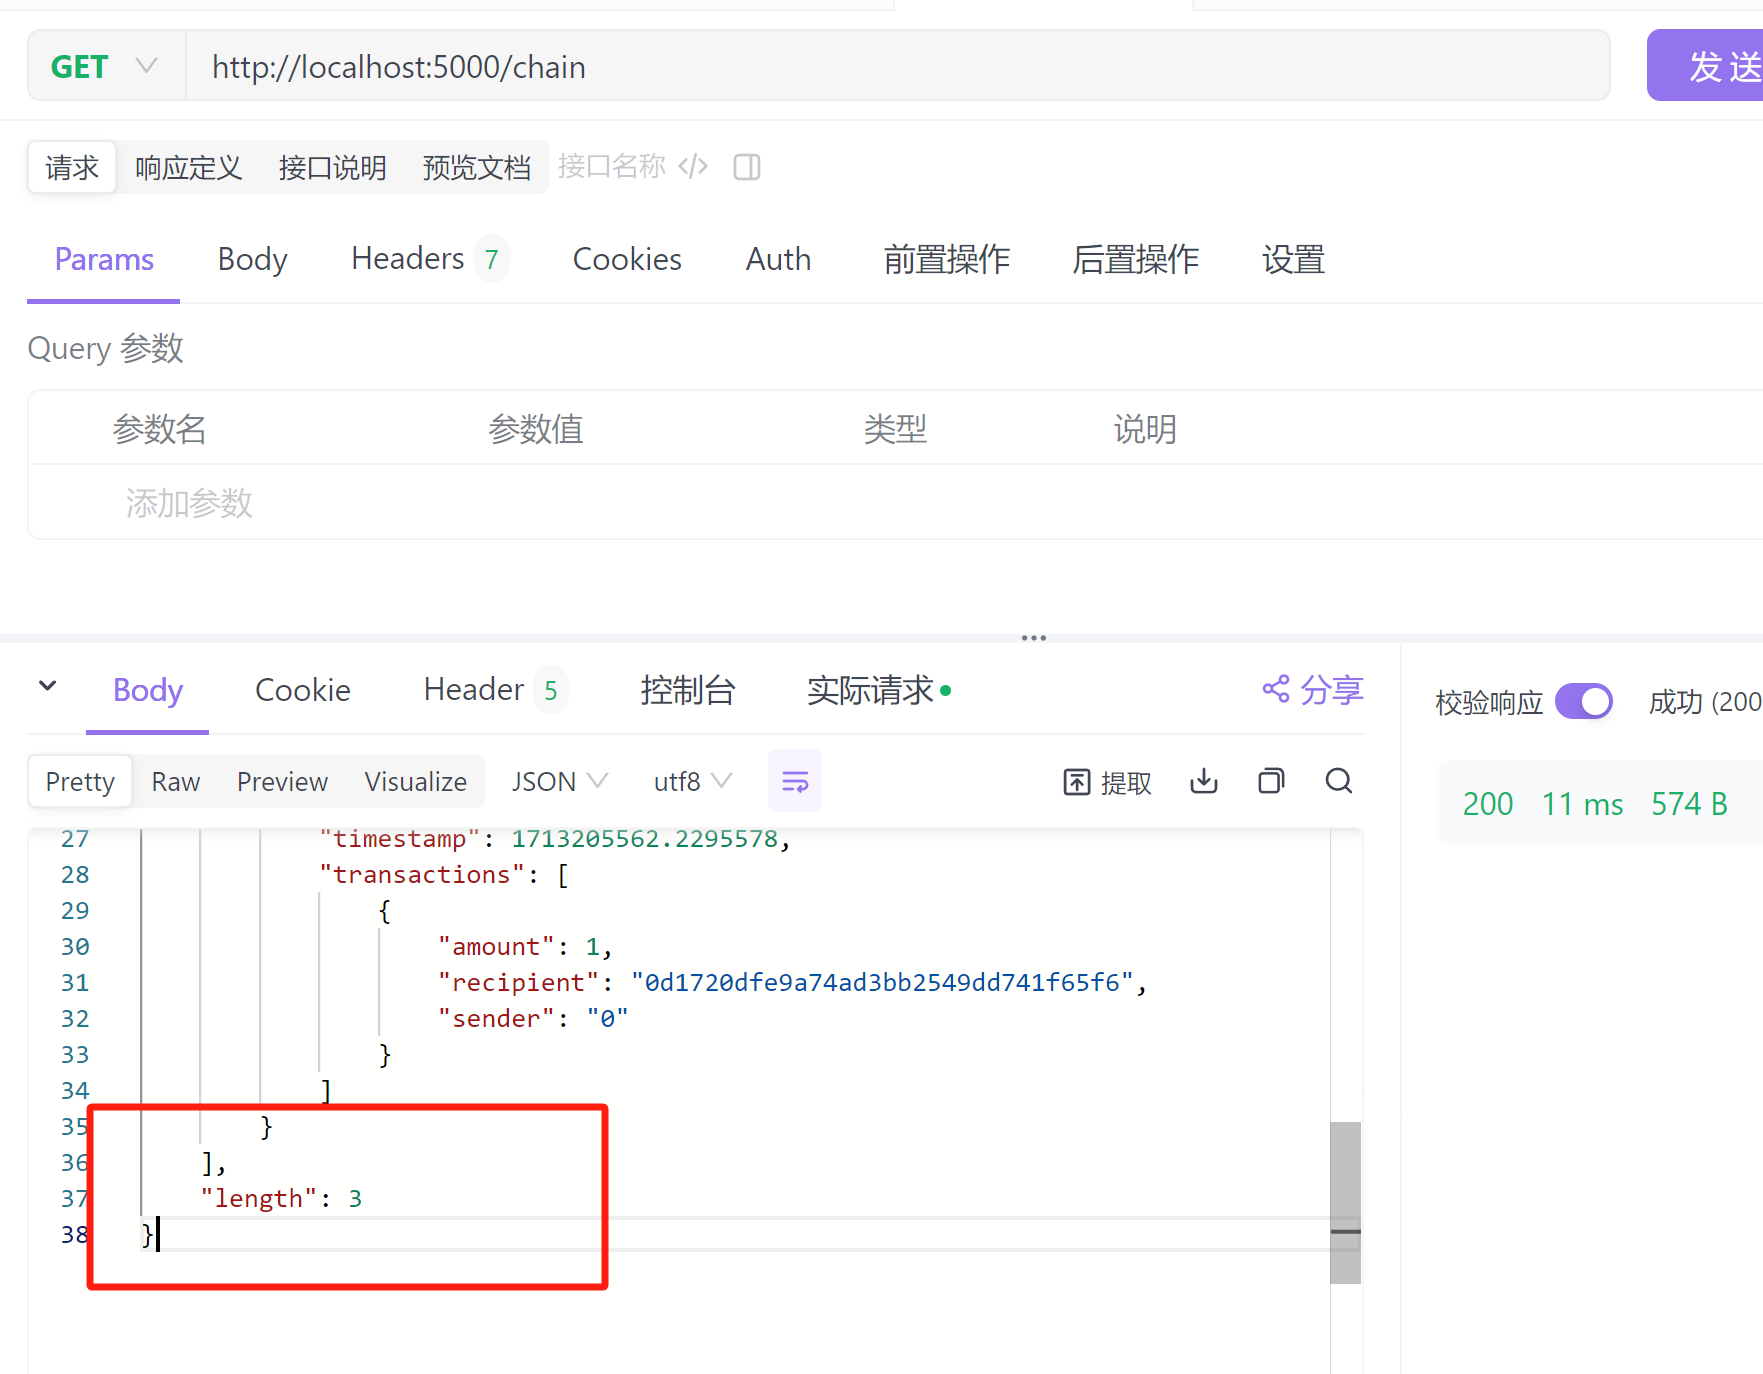 GET http://localhost:5000/chain 发送
请求 响应定义 接口说明 预览文档 接口名称 </>
Params Body Headers 7 Cookies Auth 前置操作 后置操作 设置
Query 参数
参数名 参数值 类型 说明
添加参数
Body Cookie Header 5 控制台 实际请求 分享
校验响应 成功 (200
Pretty Raw Preview Visualize JSON utf8 提取
200 11 ms 574 B
27 "timestamp": 1713205562.2295578,
28 "transactions": [
29 {
30 "amount": 1,
31 "recipient": "0d1720dfe9a74ad3bb2549dd741f65f6",
32 "sender": "0"
33 }
34 ]
35 }
36 ],
37 "length": 3
38 }